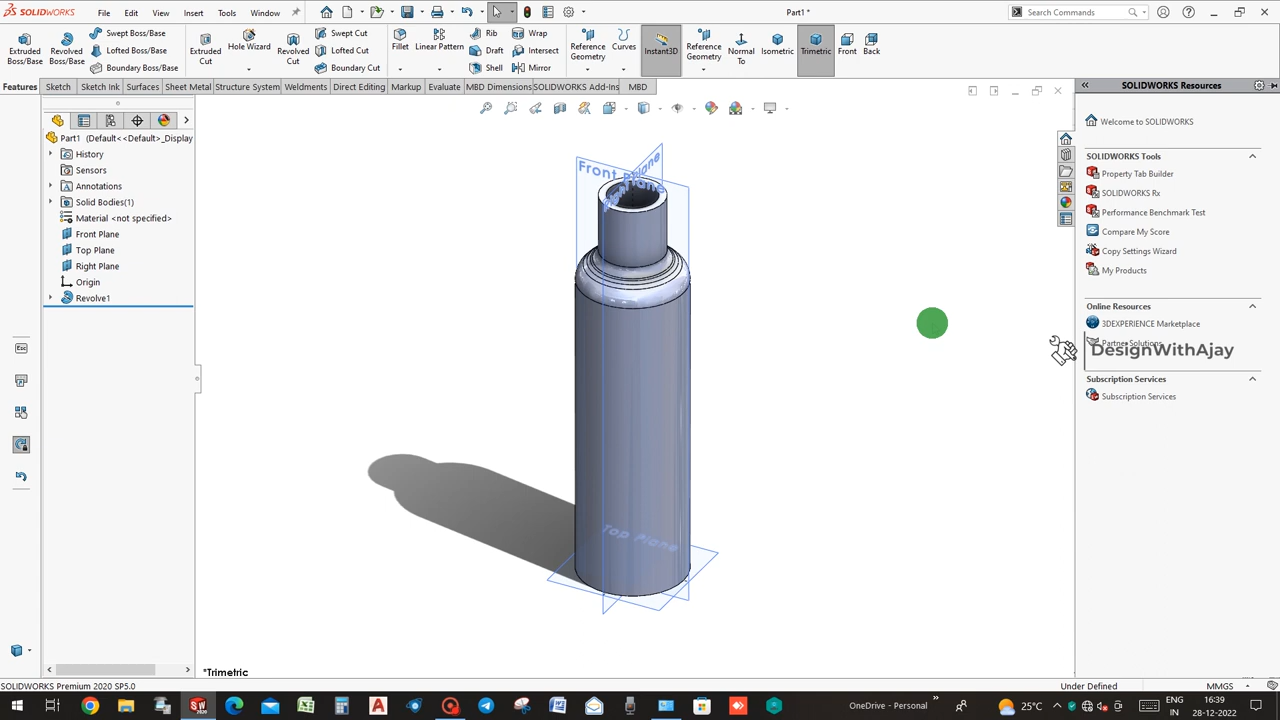 SOLIDWORKS File Edit View Insert Tools Window Part1 * Search Commands
Extruded Boss/Base
Revolved Boss/Base
Swept Boss/Base
Lofted Boss/Base
Boundary Boss/Base
Extruded Cut
Hole Wizard
Revolved Cut
Swept Cut
Lofted Cut
Boundary Cut
Fillet
Linear Pattern
Rib
Draft
Shell
Wrap
Intersect
Mirror
Reference Geometry
Curves
Instant3D
Reference Geometry
Normal To
Isometric
Trimetric
Front
Back
Features Sketch Sketch Ink Surfaces Sheet Metal Structure System Weldments Direct Editing Markup Evaluate MBD Dimensions SOLIDWORKS Add-Ins MBD
Part1 (Default<<Default>_Display
History
Sensors
Annotations
Solid Bodies(1)
Material <not specified>
Front Plane
Top Plane
Right Plane
Origin
Revolve1
Esc
Front Plane
Top Plane
*Trimetric
SOLIDWORKS Resources
Welcome to SOLIDWORKS
SOLIDWORKS Tools
Property Tab Builder
SOLIDWORKS Rx
Performance Benchmark Test
Compare My Score
Copy Settings Wizard
My Products
Online Resources
3DEXPERIENCE Marketplace
Partner Solutions
DesignWithAjay
Subscription Services
Subscription Services
SOLIDWORKS Premium 2020 SP5.0 Under Defined MMGS
OneDrive - Personal
25°C
ENG
IN
16:39
28-12-2022